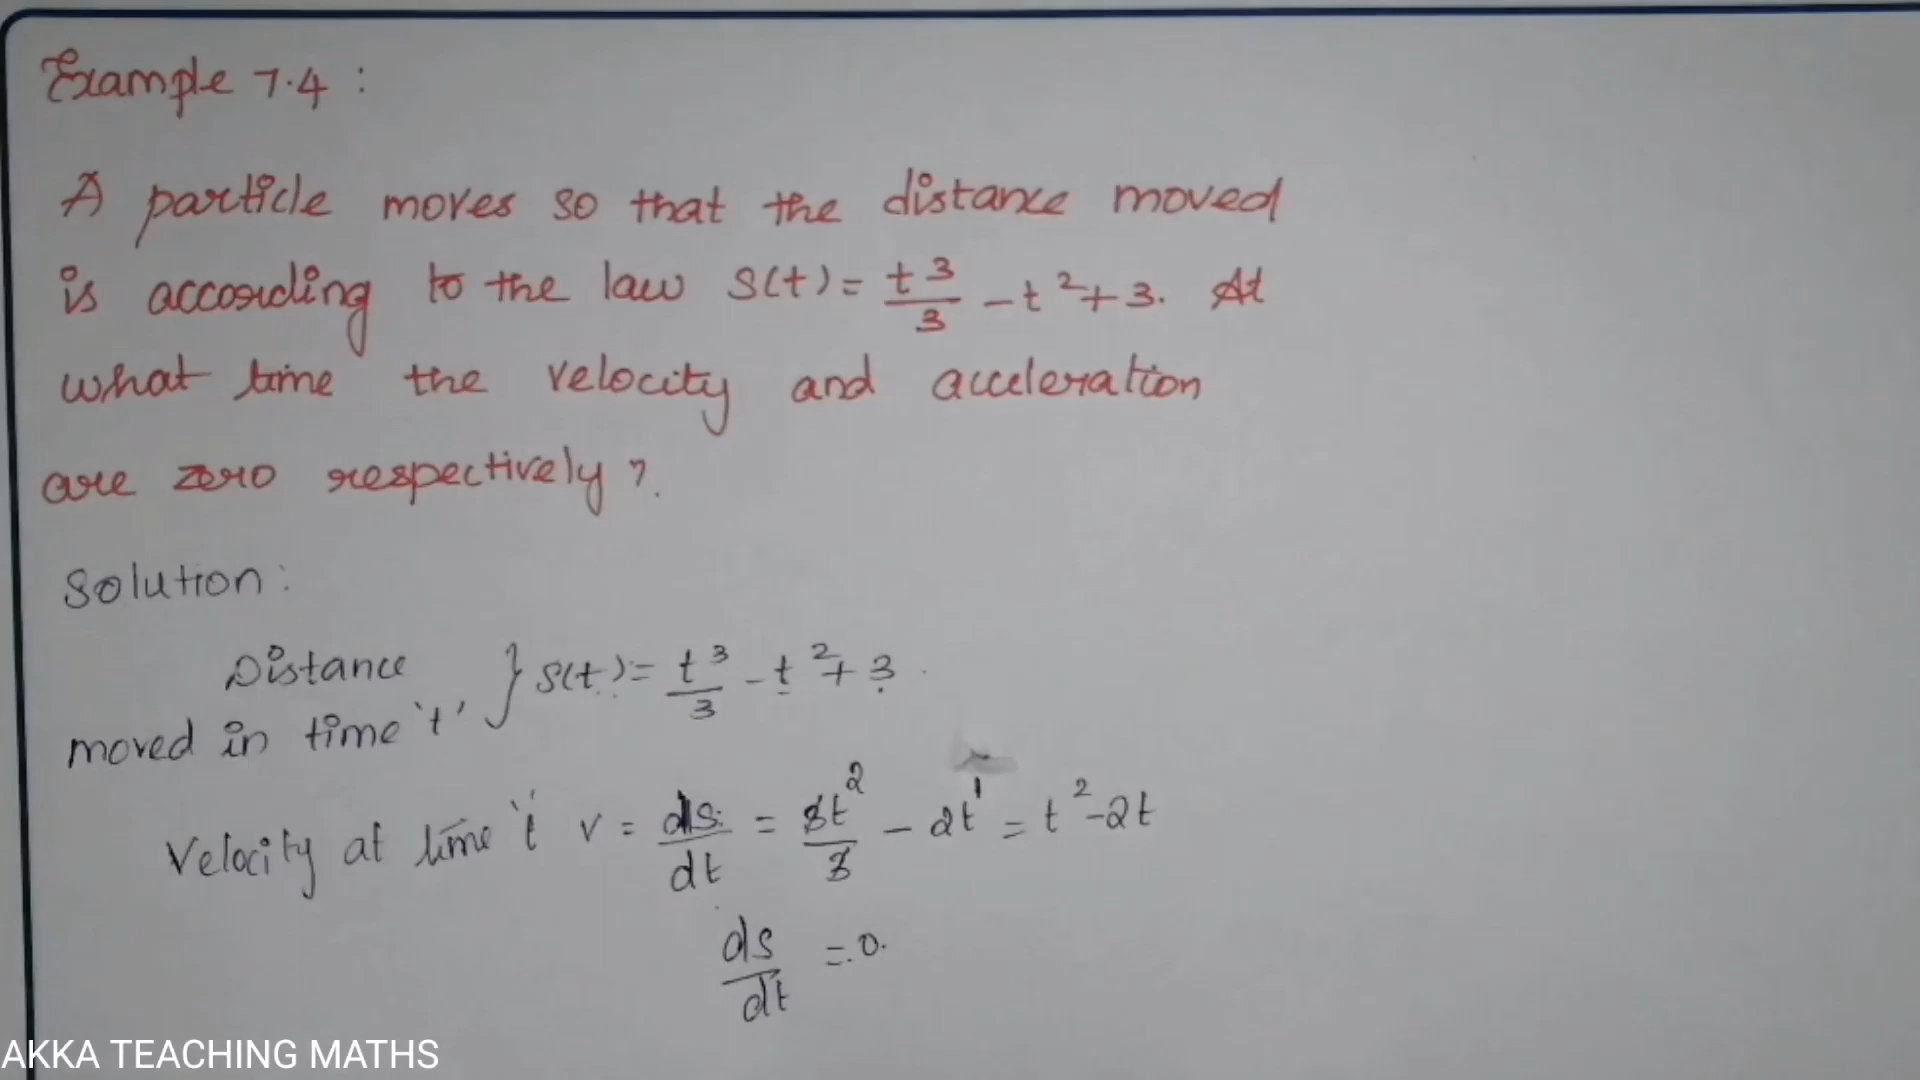 Example 7.4 :
A particle moves so that the distance moved
is according to the law S(t) = t³/3 - t² + 3. At
what time the velocity and acceleration
are zero respectively ?
Solution :
Distance
moved in time 't' } S(t) = t³/3 - t² + 3
Velocity at time 't' v = ds/dt = 3t²/3 - 2t¹ = t² - 2t
ds/dt = 0.
AKKA TEACHING MATHS